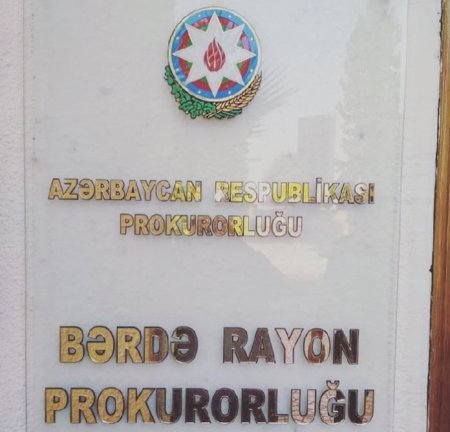 AZƏRBAYCAN RESPUBLİKASI
PROKURORLUĞU
BƏRDƏ RAYON
PROKURORLUĞU